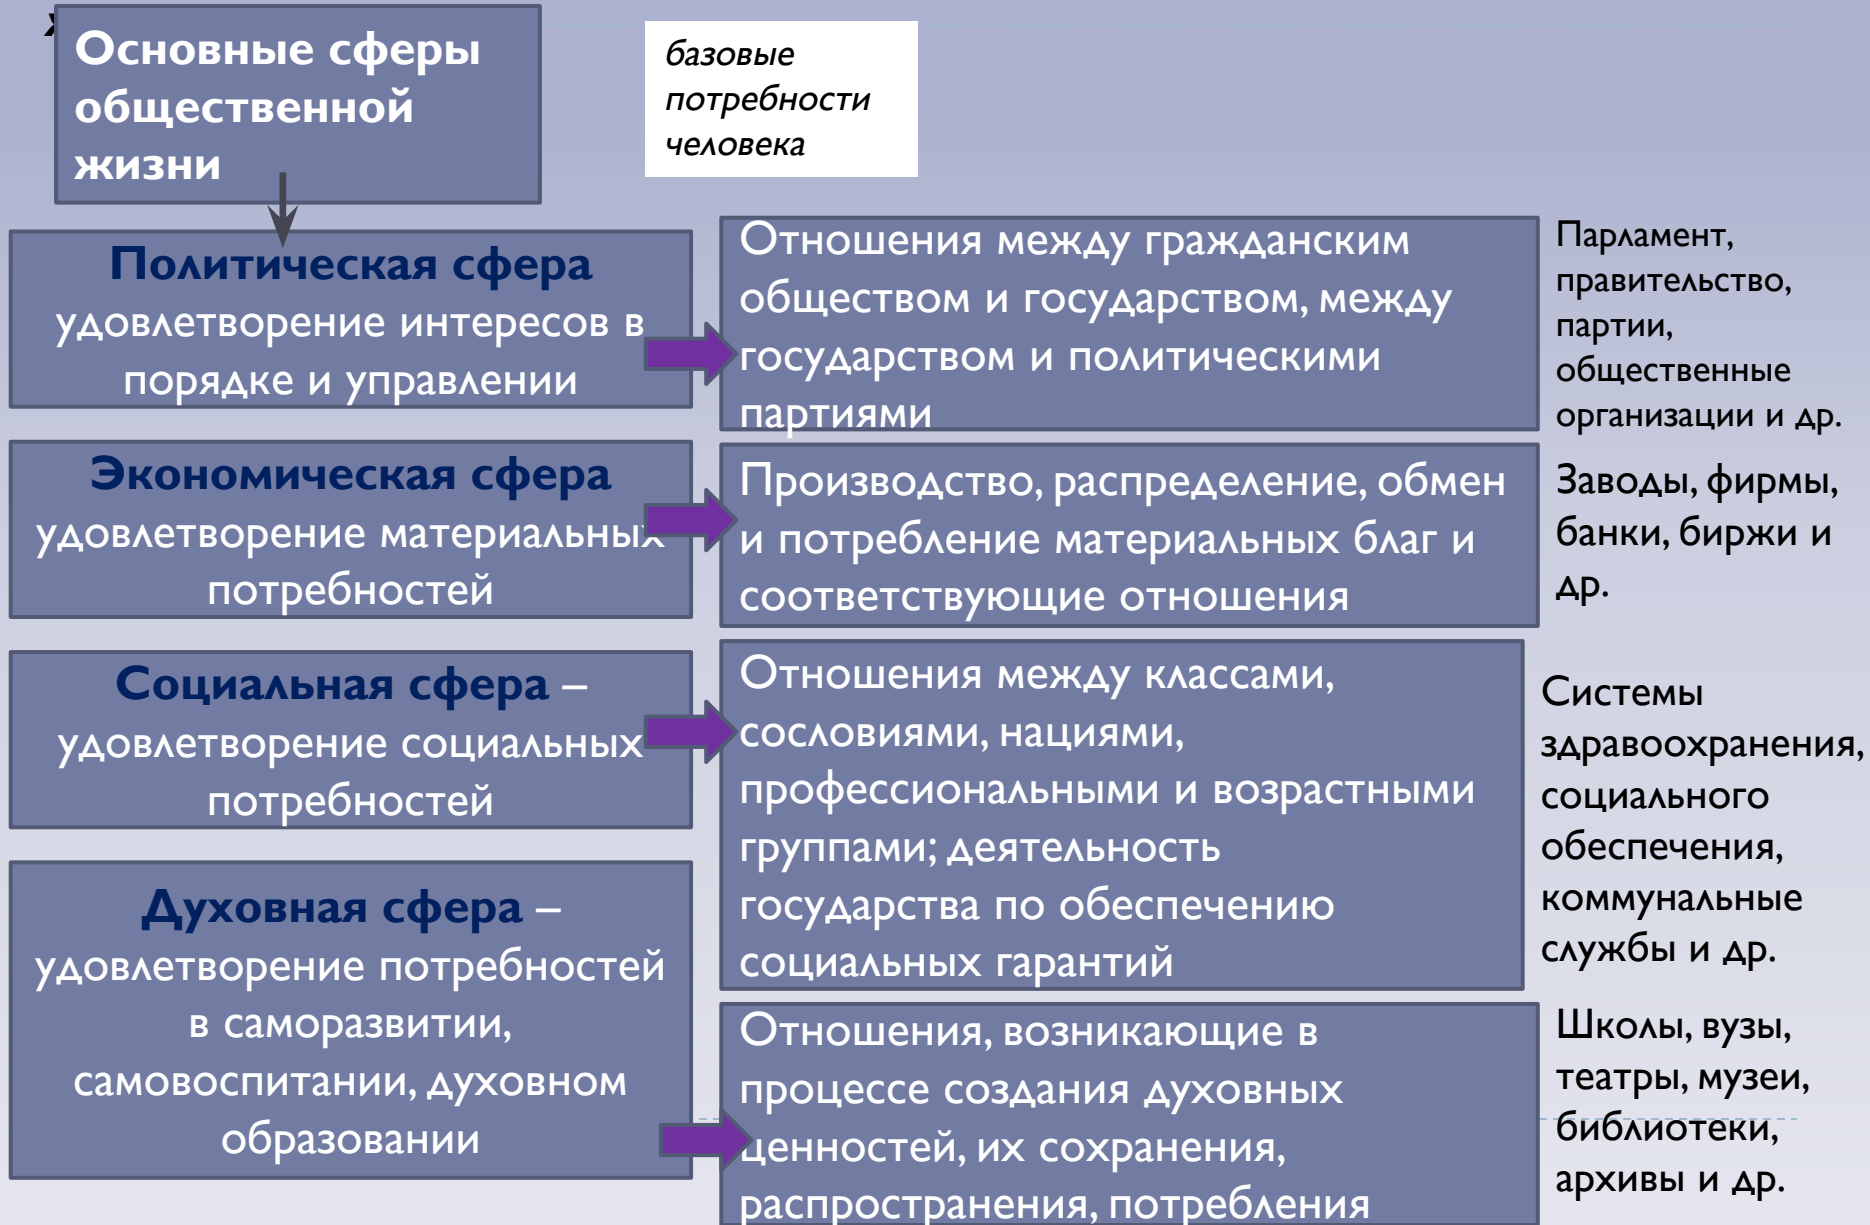 Основные сферы
общественной
жизни
базовые
потребности
человека
Политическая сфера
удовлетворение интересов в
порядке и управлении
Отношения между гражданским
обществом и государством, между
государством и политическими
партиями
Парламент,
правительство,
партии,
общественные
организации и др.
Экономическая сфера
удовлетворение материальных
потребностей
Производство, распределение, обмен
и потребление материальных благ и
соответствующие отношения
Заводы, фирмы,
банки, биржи и
др.
Социальная сфера –
удовлетворение социальных
потребностей
Отношения между классами,
сословиями, нациями,
профессиональными и возрастными
группами; деятельность
государства по обеспечению
социальных гарантий
Системы
здравоохранения,
социального
обеспечения,
коммунальные
службы и др.
Духовная сфера –
удовлетворение потребностей
в саморазвитии,
самовоспитании, духовном
образовании
Отношения, возникающие в
процессе создания духовных
ценностей, их сохранения,
распространения, потребления
Школы, вузы,
театры, музеи,
библиотеки,
архивы и др.